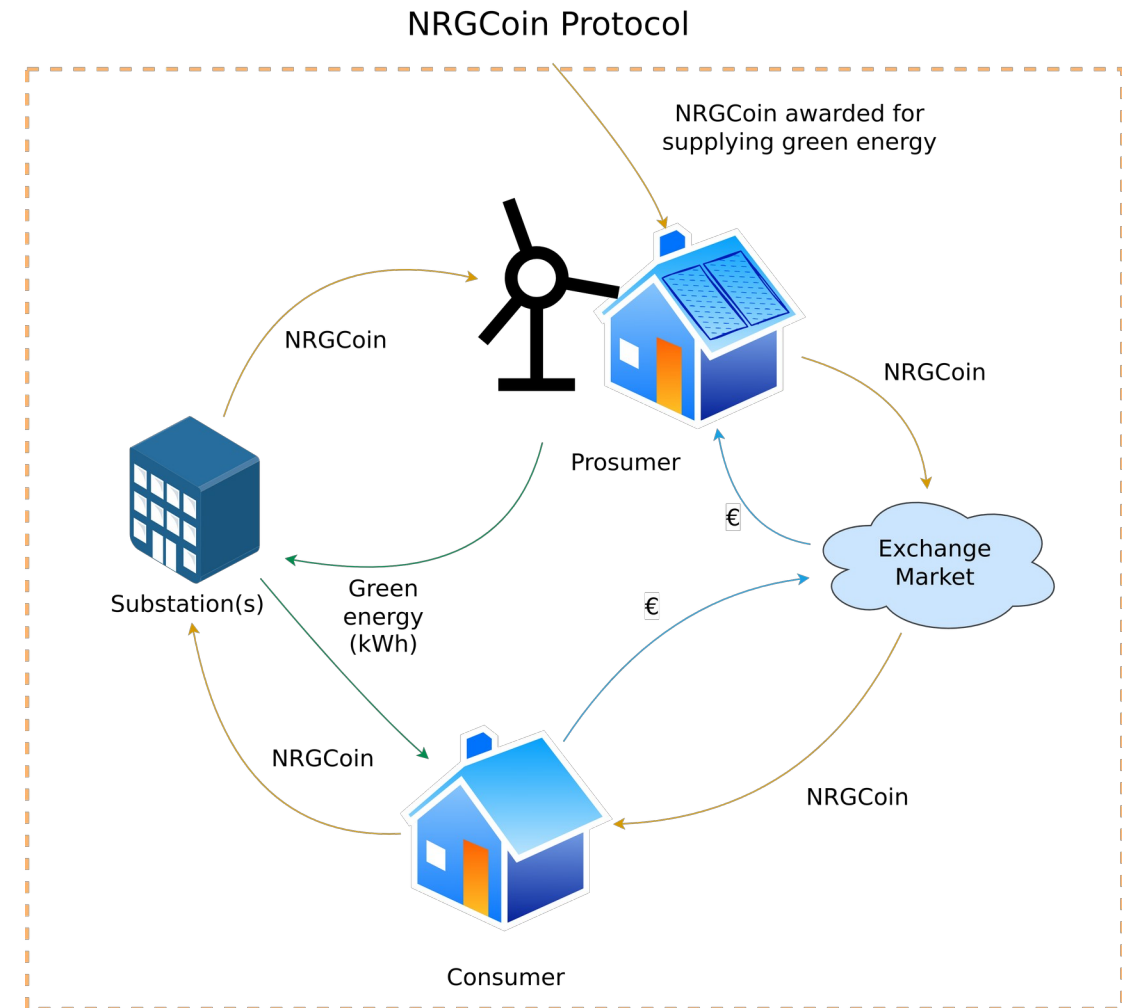 NRGCoin Protocol
NRGCoin awarded for
supplying green energy
NRGCoin
NRGCoin
Prosumer
€
Exchange
Market
Substation(s)
Green
energy
(kWh)
€
NRGCoin
NRGCoin
Consumer